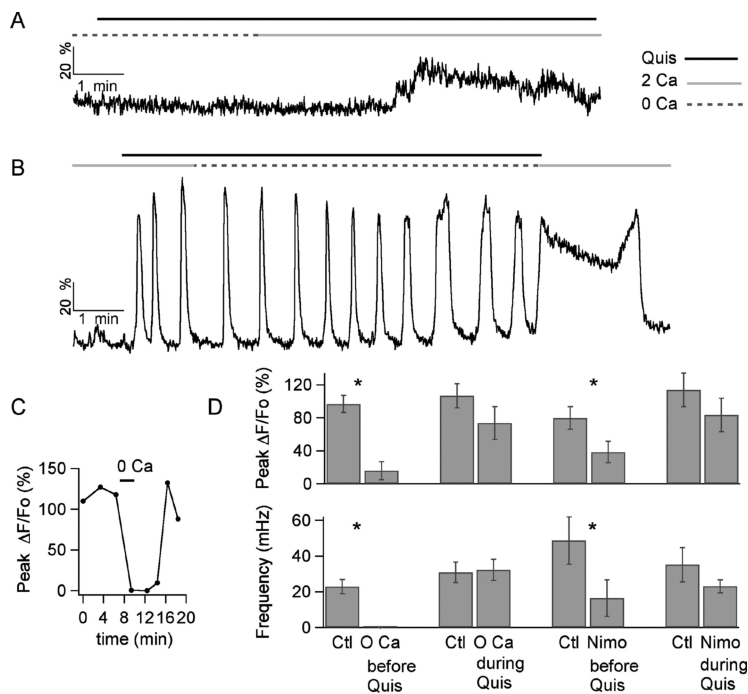 A
20 %
1 min
Quis
2 Ca
0 Ca
B
20 %
1 min
C
0 Ca
Peak ΔF/Fo (%)
150
100
50
0
0 4 8 12 16 20
time (min)
D
Peak ΔF/Fo (%)
120
80
40
0
* *
Frequency (mHz)
60
40
20
0
* *
Ctl O Ca Ctl O Ca Ctl Nimo Ctl Nimo
before during before during
Quis Quis Quis Quis